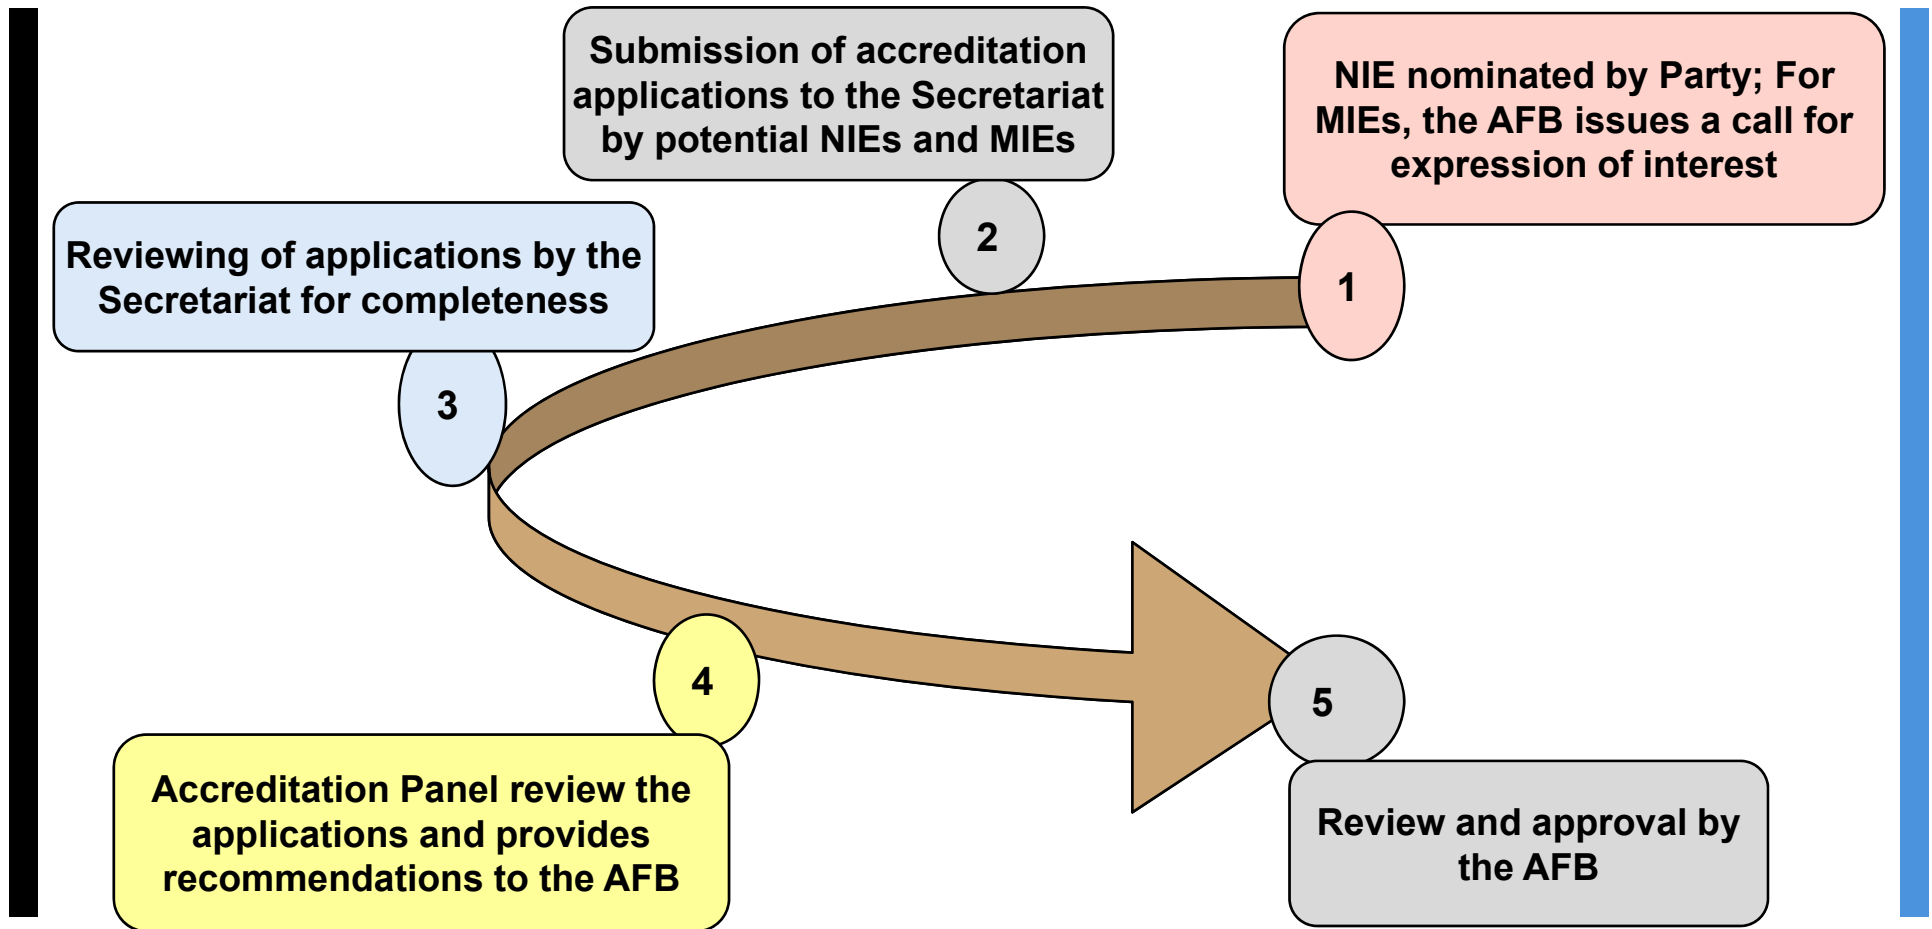 NIE nominated by Party; For
MIEs, the AFB issues a call for
expression of interest
1
Submission of accreditation
applications to the Secretariat
by potential NIEs and MIEs
2
Reviewing of applications by the
Secretariat for completeness
3
4
Accreditation Panel review the
applications and provides
recommendations to the AFB
5
Review and approval by
the AFB